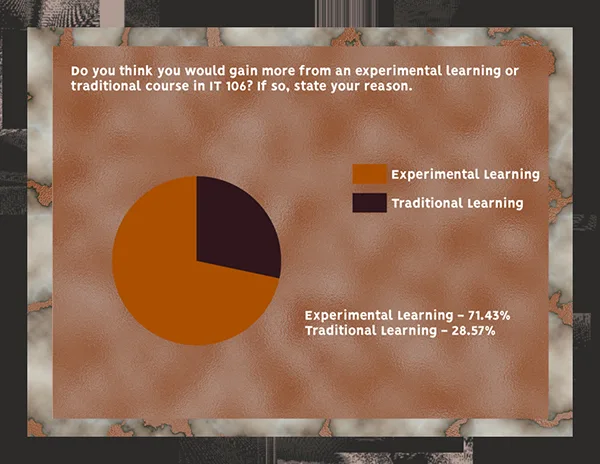 Do you think you would gain more from an experimental learning or
traditional course in IT 106? If so, state your reason.
Experimental Learning
Traditional Learning
Experimental Learning – 71.43%
Traditional Learning – 28.57%